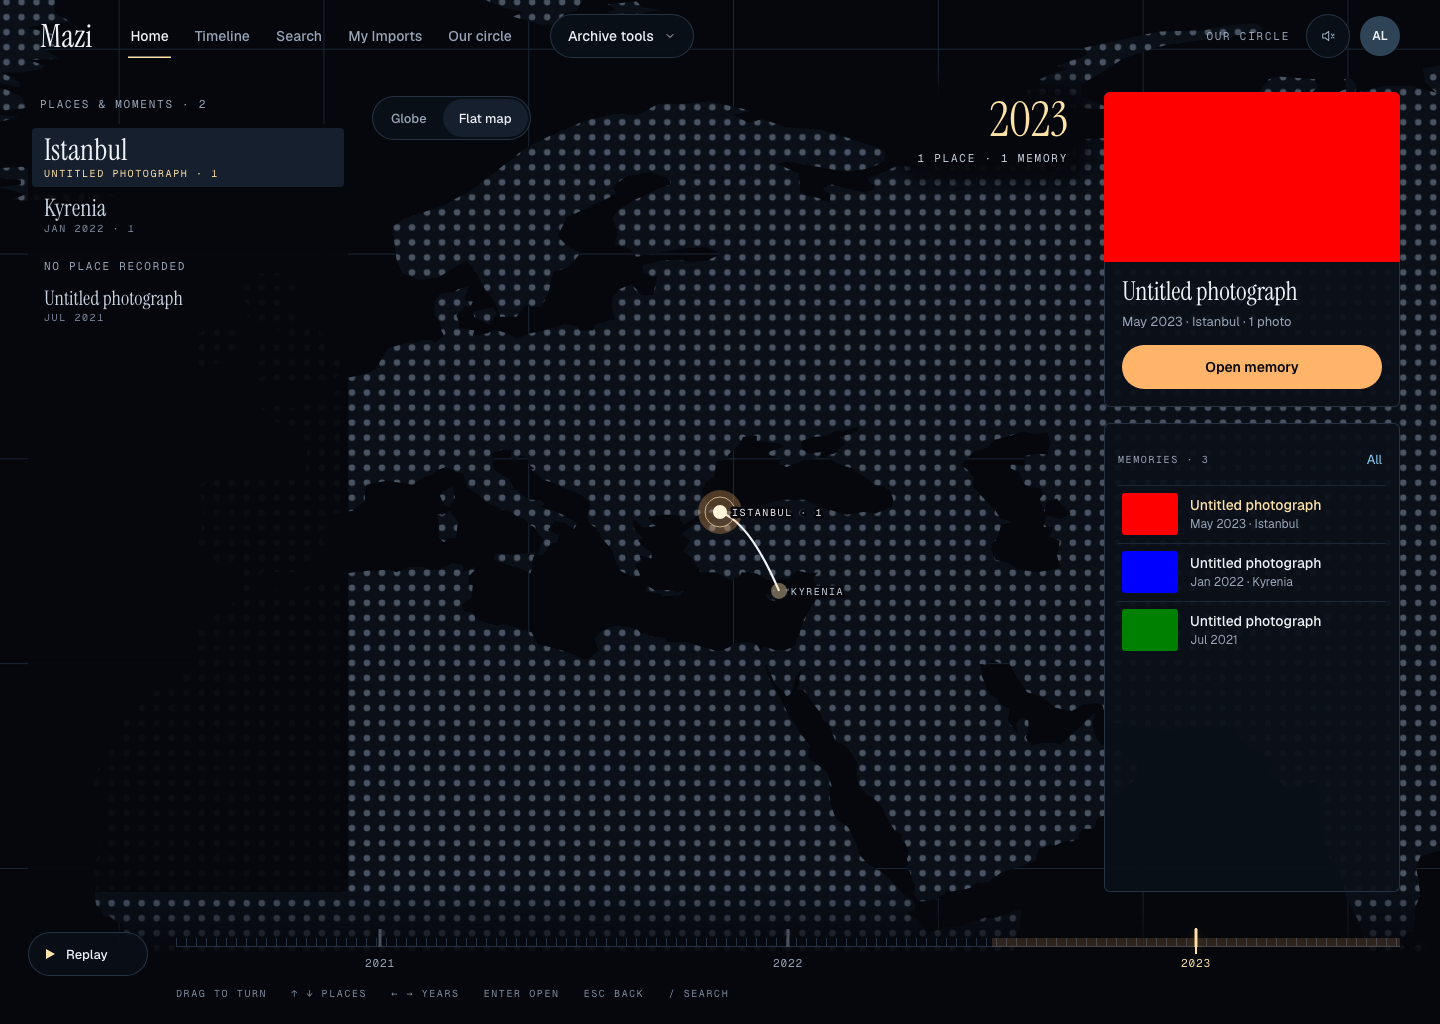 Mazi
Home
Timeline
Search
My Imports
Our circle
Archive tools
OUR CIRCLE
AL
PLACES & MOMENTS · 2
Istanbul
UNTITLED PHOTOGRAPH · 1
Kyrenia
JAN 2022 · 1
NO PLACE RECORDED
Untitled photograph
JUL 2021
Globe
Flat map
2023
1 PLACE · 1 MEMORY
ISTANBUL · 1
KYRENIA
Untitled photograph
May 2023 · Istanbul · 1 photo
Open memory
MEMORIES · 3
All
Untitled photograph
May 2023 · Istanbul
Untitled photograph
Jan 2022 · Kyrenia
Untitled photograph
Jul 2021
Replay
2021
2022
2023
DRAG TO TURN
↑ ↓ PLACES
← → YEARS
ENTER OPEN
ESC BACK
/ SEARCH